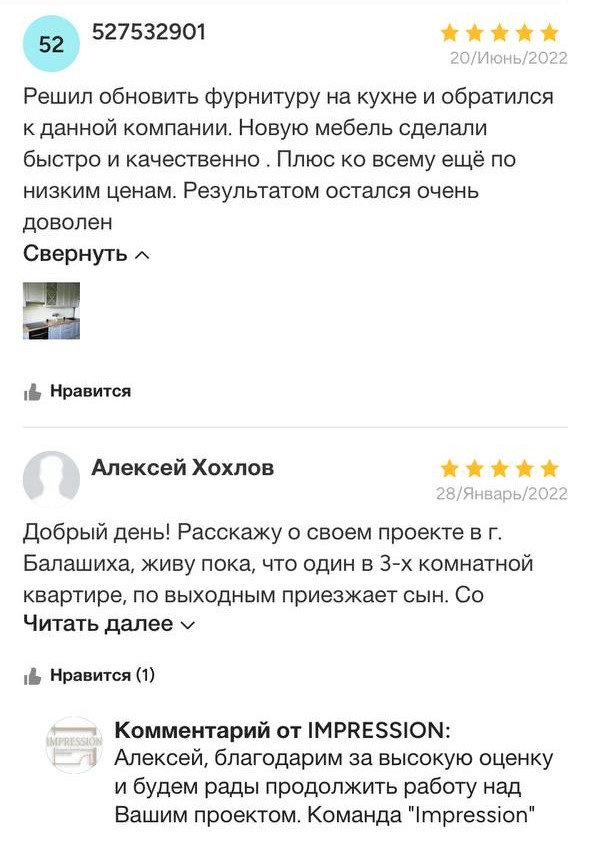 52
527532901
20/Июнь/2022
Решил обновить фурнитуру на кухне и обратился
к данной компании. Новую мебель сделали
быстро и качественно . Плюс ко всему ещё по
низким ценам. Результатом остался очень
доволен
Свернуть
Нравится
Алексей Хохлов
28/Январь/2022
Добрый день! Расскажу о своем проекте в г.
Балашиха, живу пока, что один в 3-х комнатной
квартире, по выходным приезжает сын. Со
Читать далее
Нравится (1)
IMPRESSION
Комментарий от IMPRESSION:
Алексей, благодарим за высокую оценку
и будем рады продолжить работу над
Вашим проектом. Команда "Impression"